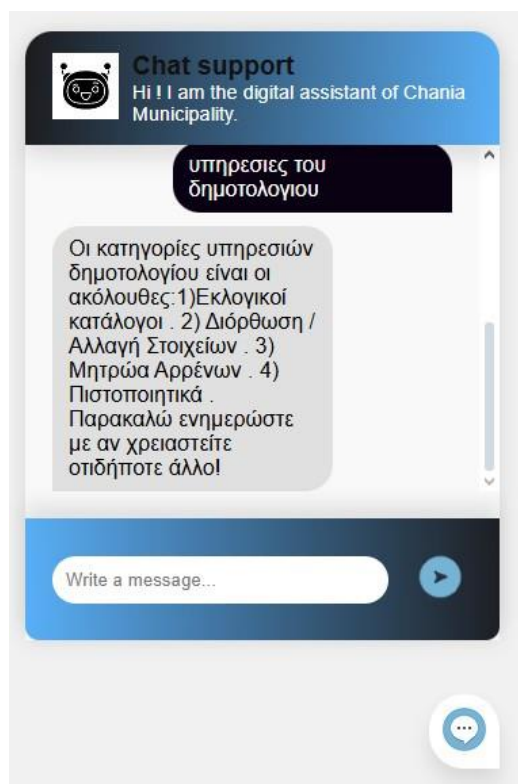 Chat support
Hi ! I am the digital assistant of Chania
Municipality.
υπηρεσιες του
δημοτολογιου
Οι κατηγορίες υπηρεσιών
δημοτολογίου είναι οι
ακόλουθες:1)Εκλογικοί
κατάλογοι . 2) Διόρθωση /
Αλλαγή Στοιχείων . 3)
Μητρώα Αρρένων . 4)
Πιστοποιητικά .
Παρακαλώ ενημερώστε
με αν χρειαστείτε
οτιδήποτε άλλο!
Write a message...